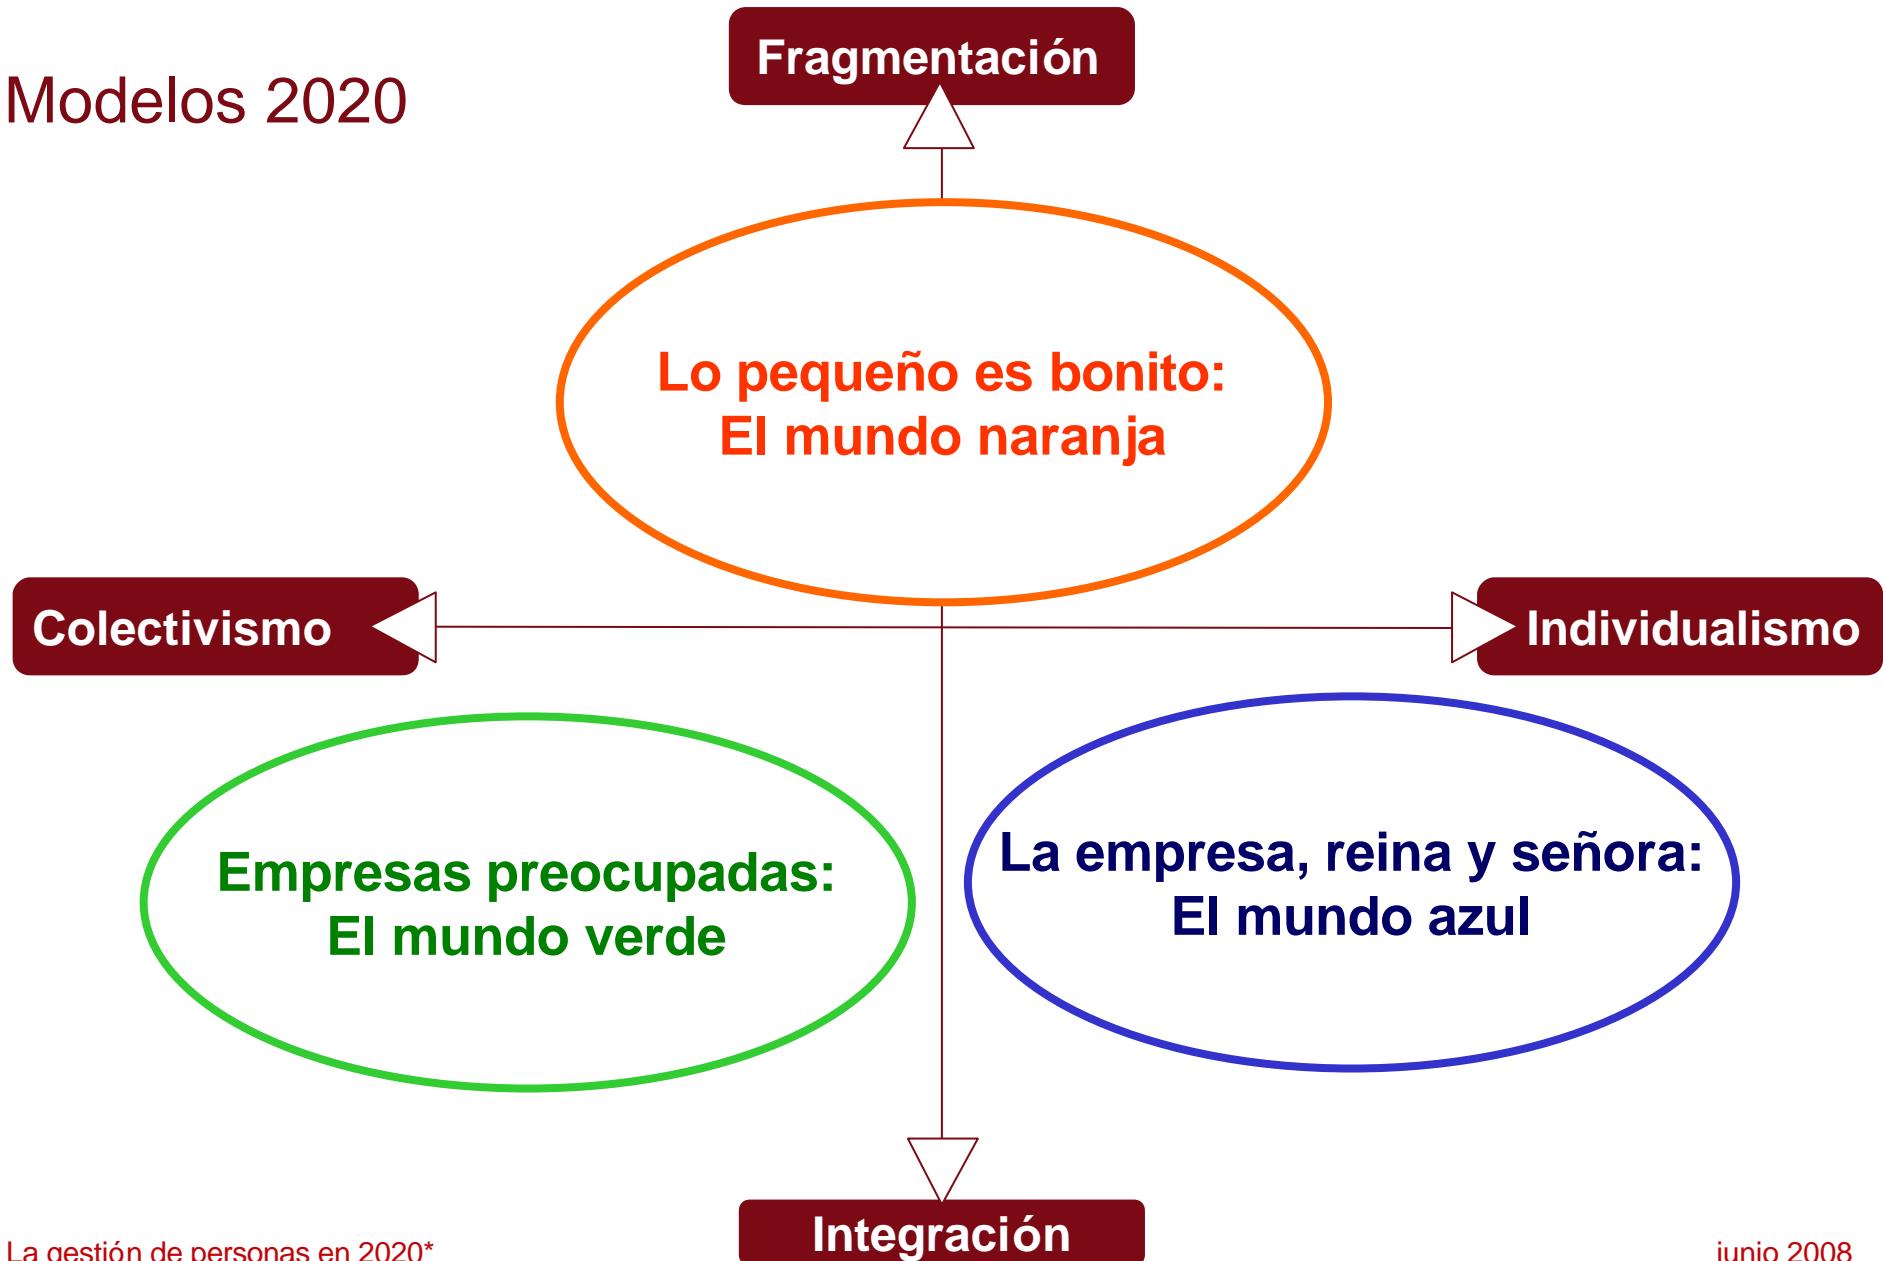 Modelos 2020
Fragmentación
Lo pequeño es bonito:
El mundo naranja
Colectivismo
Individualismo
Empresas preocupadas:
El mundo verde
La empresa, reina y señora:
El mundo azul
Integración
La gestión de personas en 2020*
junio 2008